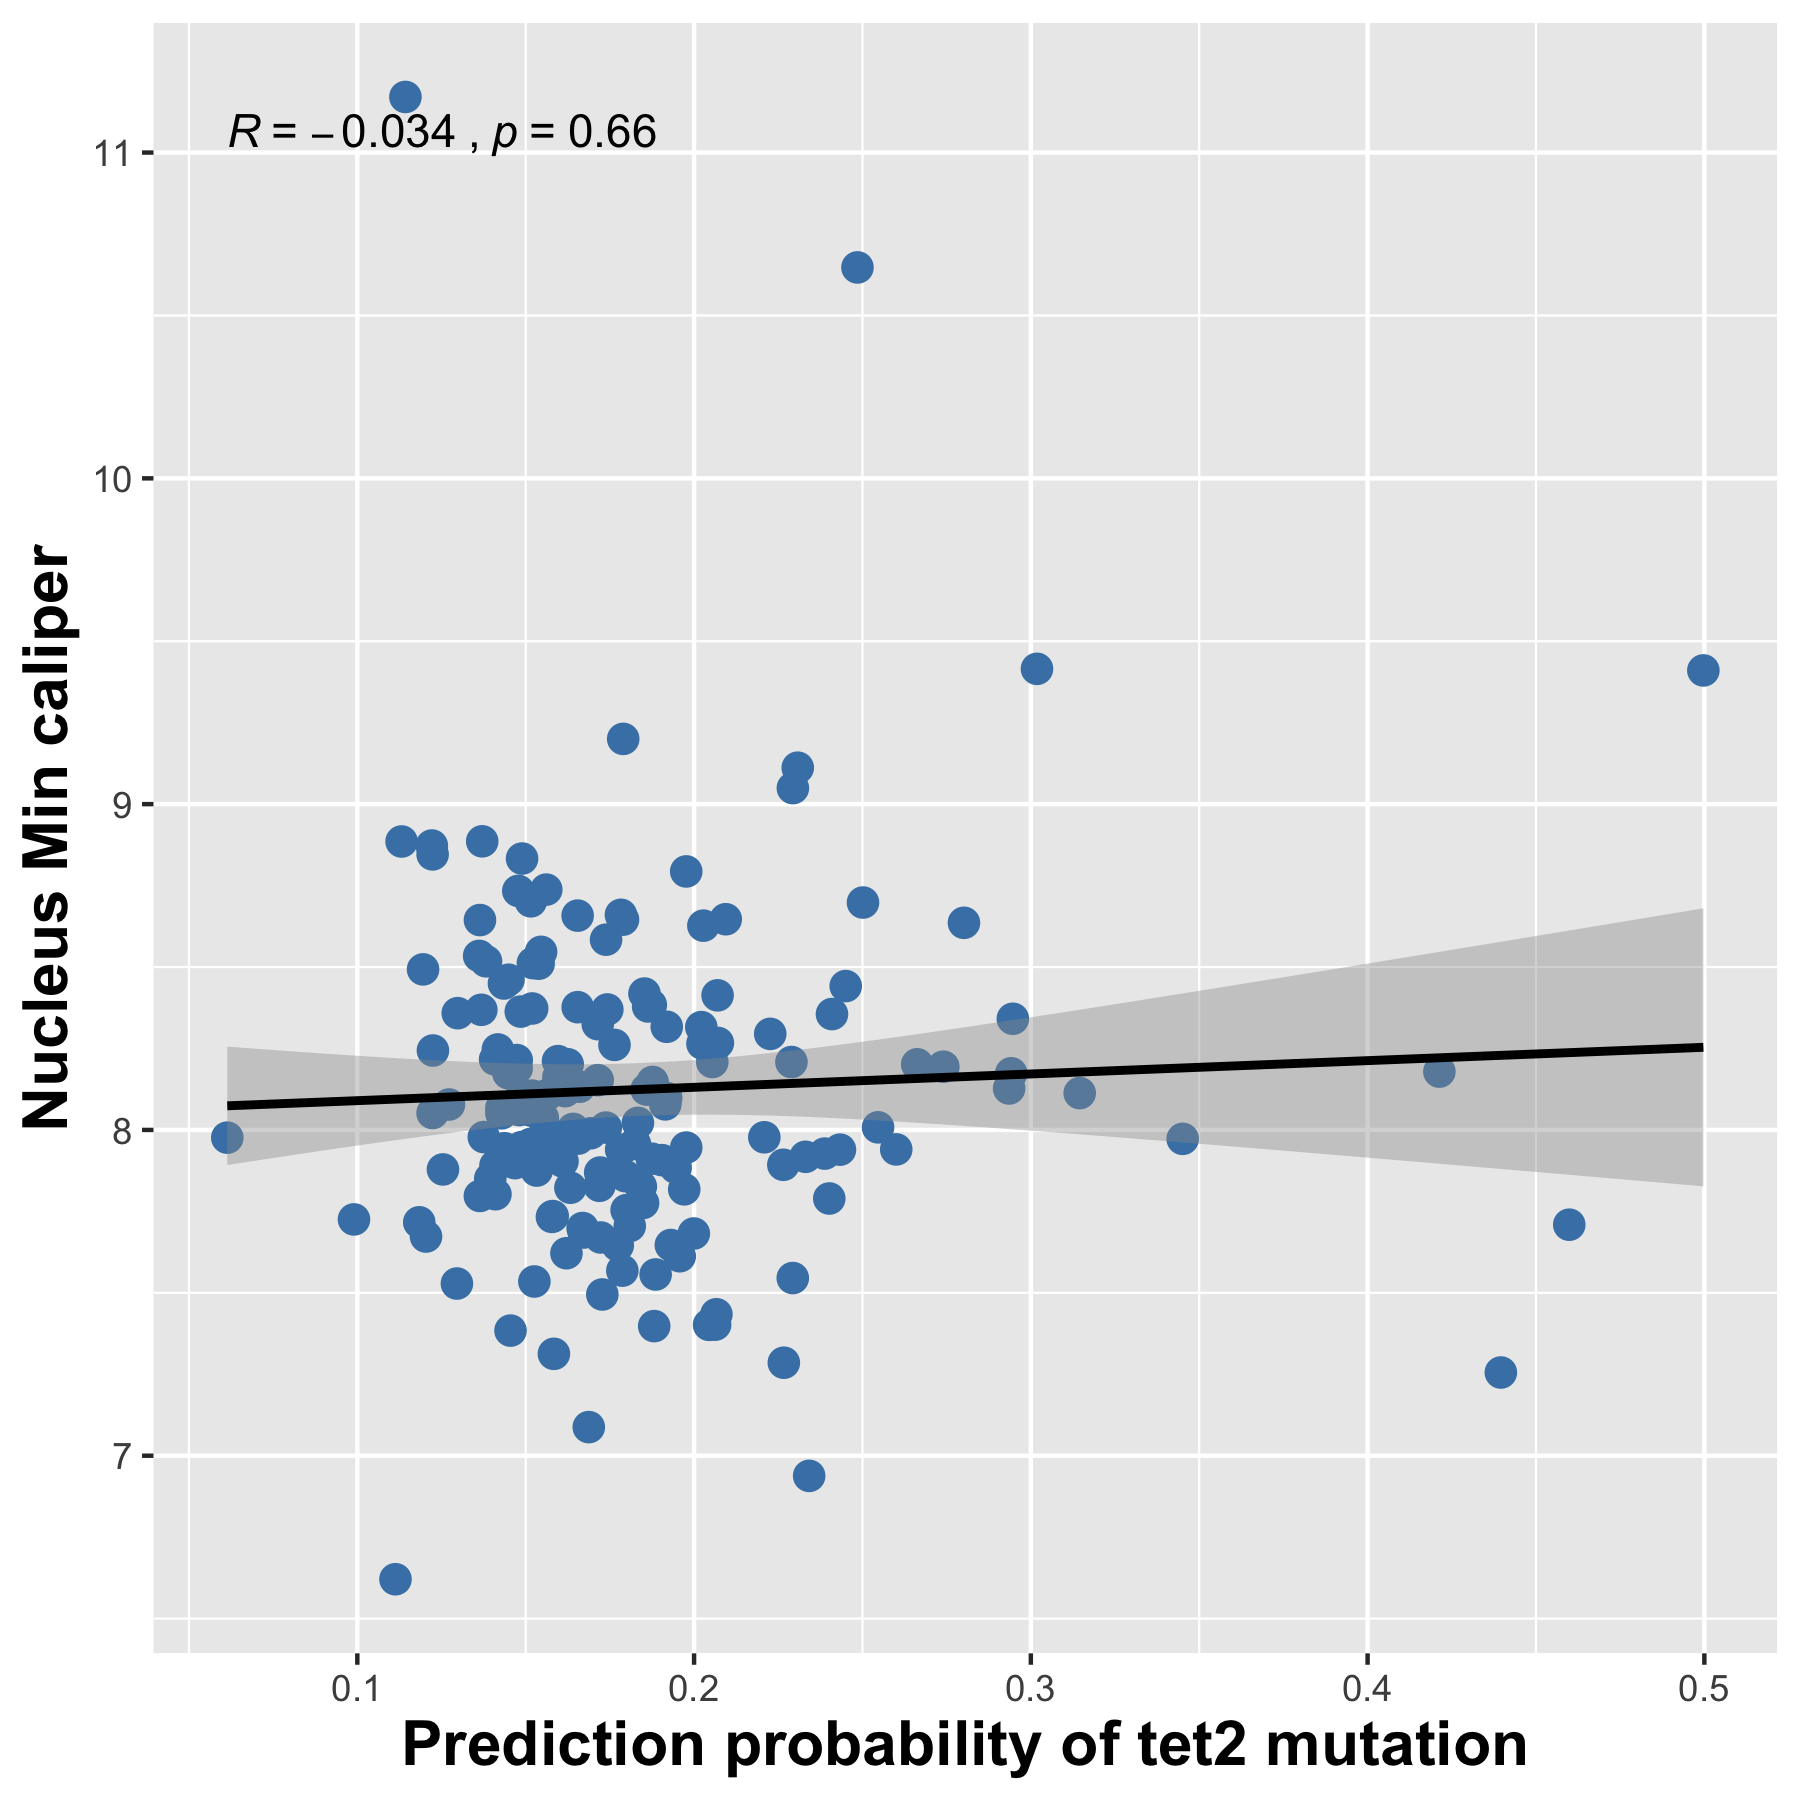 R = −0.034 , p = 0.66
11
10
9
8
7
Nucleus Min caliper
0.1 0.2 0.3 0.4 0.5
Prediction probability of tet2 mutation